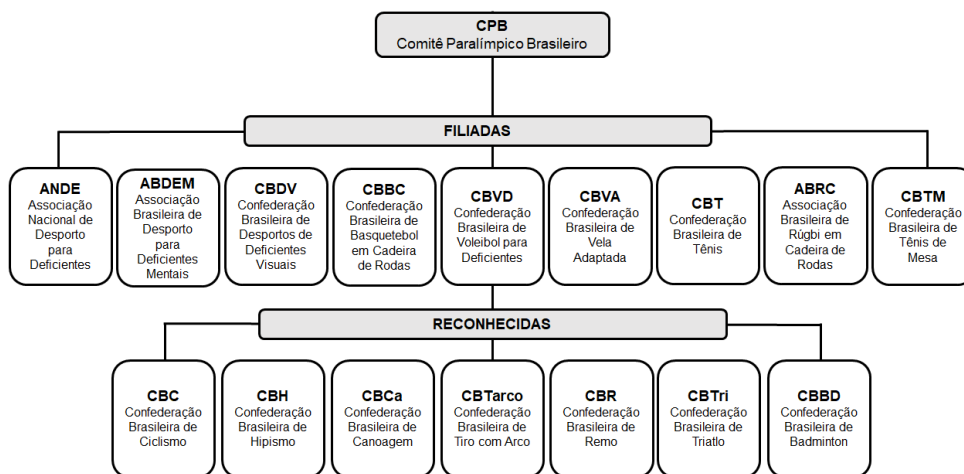 CPB
Comitê Paralímpico Brasileiro
FILIADAS
ANDE
Associação
Nacional de
Desporto
para
Deficientes
ABDEM
Associação
Brasileira de
Desporto
para
Deficientes
Mentais
CBDV
Confederação
Brasileira de
Desportos de
Deficientes
Visuais
CBBC
Confederação
Brasileira de
Basquetebol
em Cadeira
de Rodas
CBVD
Confederação
Brasileira de
Voleibol para
Deficientes
CBVA
Confederação
Brasileira de
Vela
Adaptada
CBT
Confederação
Brasileira de
Tênis
ABRC
Associação
Brasileira de
Rúgbi em
Cadeira de
Rodas
CBTM
Confederação
Brasileira de
Tênis de
Mesa
RECONHECIDAS
CBC
Confederação
Brasileira de
Ciclismo
CBH
Confederação
Brasileira de
Hipismo
CBCa
Confederação
Brasileira de
Canoagem
CBTarco
Confederação
Brasileira de
Tiro com Arco
CBR
Confederação
Brasileira de
Remo
CBTri
Confederação
Brasileira de
Triatlo
CBBD
Confederação
Brasileira de
Badminton